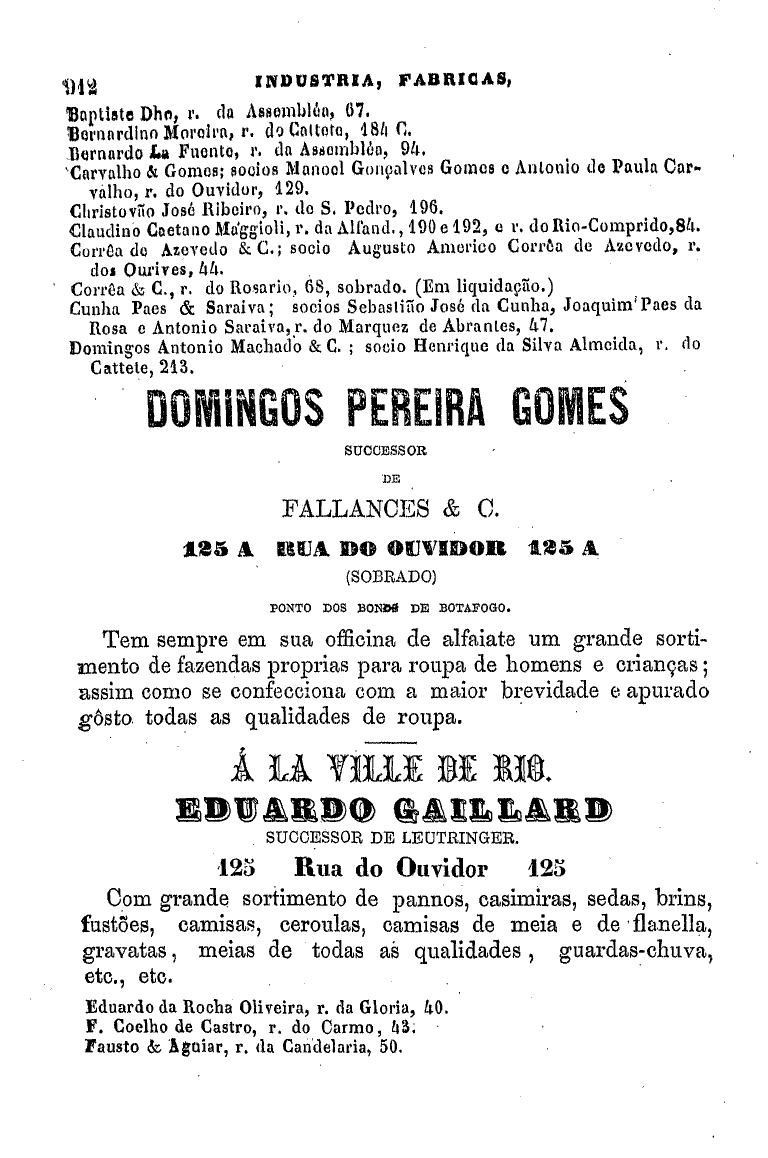 912 INDUSTRIA, FABRICAS,
Baptiste Dho, r. da Assembléa, 67.
Bernardino Moreira, r. do Cattete, 184 C.
Bernardo La Fuente, r. da Assembléa, 94.
Carvalho & Gomes; socios Manoel Gonçalves Gomes e Antonio de Paula Car-
valho, r. do Ouvidor, 129.
Christovão José Ribeiro, r. de S. Pedro, 196.
Claudino Caetano Maggioli, r. da Alfand., 190 e 192, e r. do Rio-Comprido, 84.
Corrêa de Azevedo & C.; socio Augusto Americo Corrêa de Azevedo, r.
dos Ourives, 44.
Corrêa & C., r. do Rosario, 68, sobrado. (Em liquidação.)
Cunha Paes & Saraiva; socios Sebastião José da Cunha, Joaquim Paes da
Rosa e Antonio Saraiva, r. do Marquez de Abrantes, 47.
Domingos Antonio Machado & C. ; socio Henrique da Silva Almeida, r. do
Cattete, 213.
DOMINGOS PEREIRA GOMES
SUCCESSOR
DE
FALLANCES & C.
125 A RUA DO OUVIDOR 125 A
(SOBRADO)
PONTO DOS BONDS DE BOTAFOGO.
Tem sempre em sua officina de alfaiate um grande sorti-
mento de fazendas proprias para roupa de homens e crianças ;
assim como se confecciona com a maior brevidade e apurado
gôsto todas as qualidades de roupa.
Á LA VILLE DE RIO.
EDUARDO GAILLARD
SUCCESSOR DE LEUTRINGER.
125 Rua do Ouvidor 125
Com grande sortimento de pannos, casimiras, sedas, brins,
fustões, camisas, ceroulas, camisas de meia e de flanella,
gravatas, meias de todas as qualidades, guardas-chuva,
etc., etc.
Eduardo da Rocha Oliveira, r. da Gloria, 40.
F. Coelho de Castro, r. do Carmo, 43.
Fausto & Aguiar, r. da Candelaria, 50.